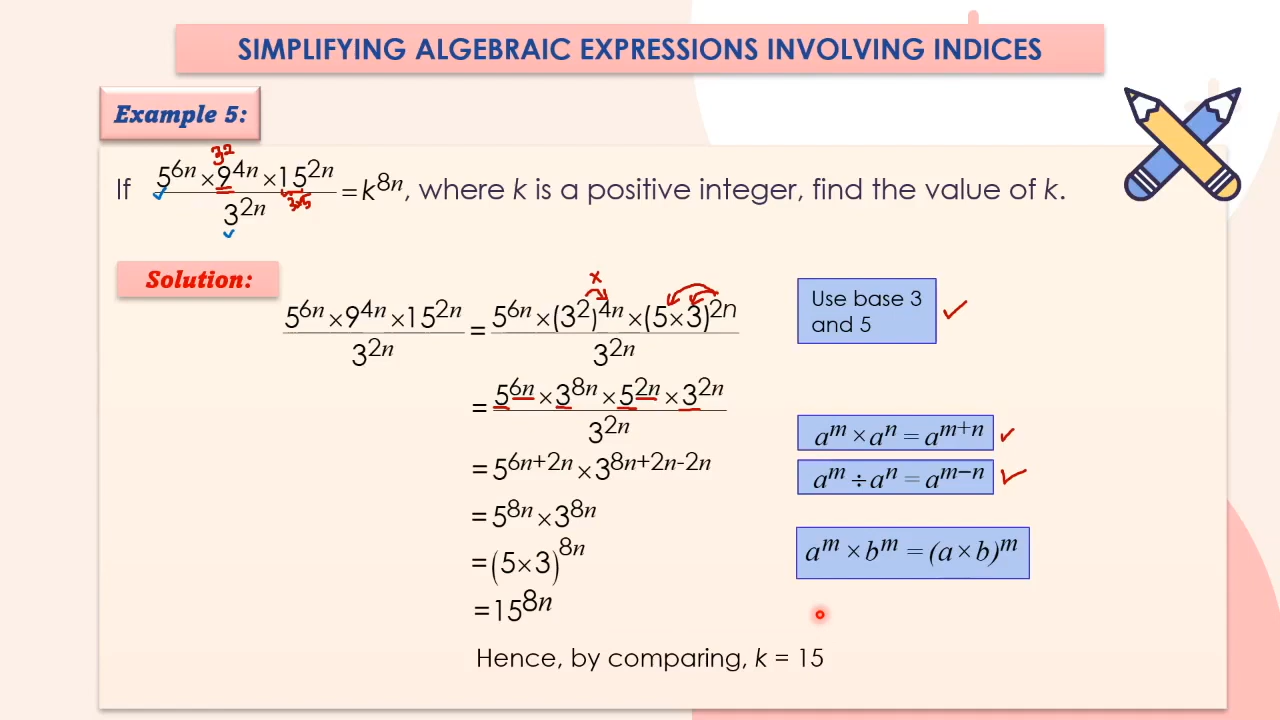 SIMPLIFYING ALGEBRAIC EXPRESSIONS INVOLVING INDICES
Example 5:
3²
If (5^{6n} × 9^{4n} × 15^{2n}) / 3^{2n} = k^{8n}, where k is a positive integer, find the value of k.
3×5
Solution:
x
(5^{6n} × 9^{4n} × 15^{2n}) / 3^{2n} = (5^{6n} × (3^2)^{4n} × (5×3)^{2n}) / 3^{2n}
Use base 3
and 5
= (5^{6n} × 3^{8n} × 5^{2n} × 3^{2n}) / 3^{2n}
a^m × a^n = a^{m+n}
= 5^{6n+2n} × 3^{8n+2n-2n}
a^m ÷ a^n = a^{m−n}
= 5^{8n} × 3^{8n}
= (5×3)^{8n}
a^m × b^m = (a × b)^m
= 15^{8n}
Hence, by comparing, k = 15